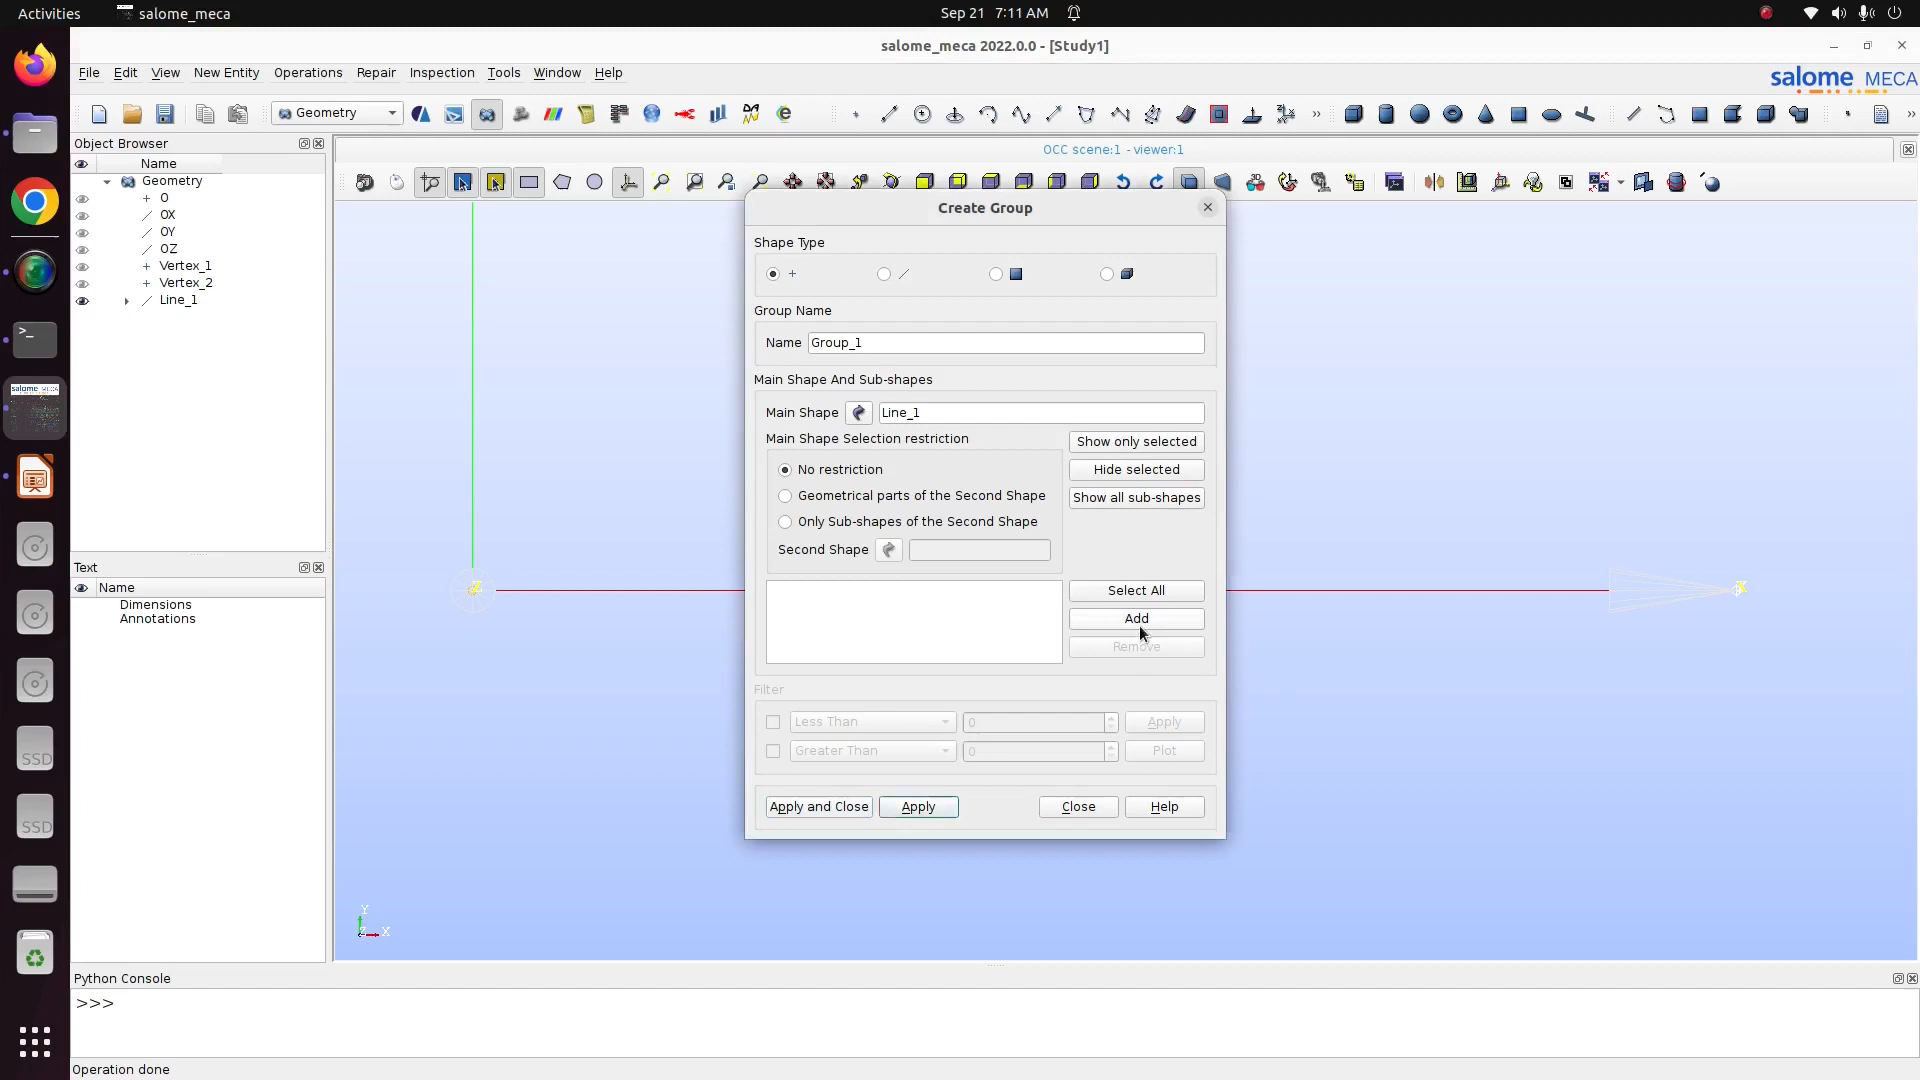 Activities
salome_meca
Sep 21 7:11 AM
salome_meca 2022.0.0 - [Study1]
File Edit View New Entity Operations Repair Inspection Tools Window Help
salome MECA
Geometry
Object Browser
OCC scene:1 - viewer:1
Name
Geometry
O
OX
OY
OZ
Vertex_1
Vertex_2
Line_1
Create Group
Shape Type
Group Name
Name Group_1
Main Shape And Sub-shapes
Main Shape Line_1
Main Shape Selection restriction
Show only selected
No restriction
Hide selected
Geometrical parts of the Second Shape
Show all sub-shapes
Only Sub-shapes of the Second Shape
Second Shape
Select All
Add
Remove
Filter
Less Than 0 Apply
Greater Than 0 Plot
Apply and Close Apply Close Help
Text
Name
Dimensions
Annotations
SSD
SSD
Y
Z X
Python Console
>>>
Operation done